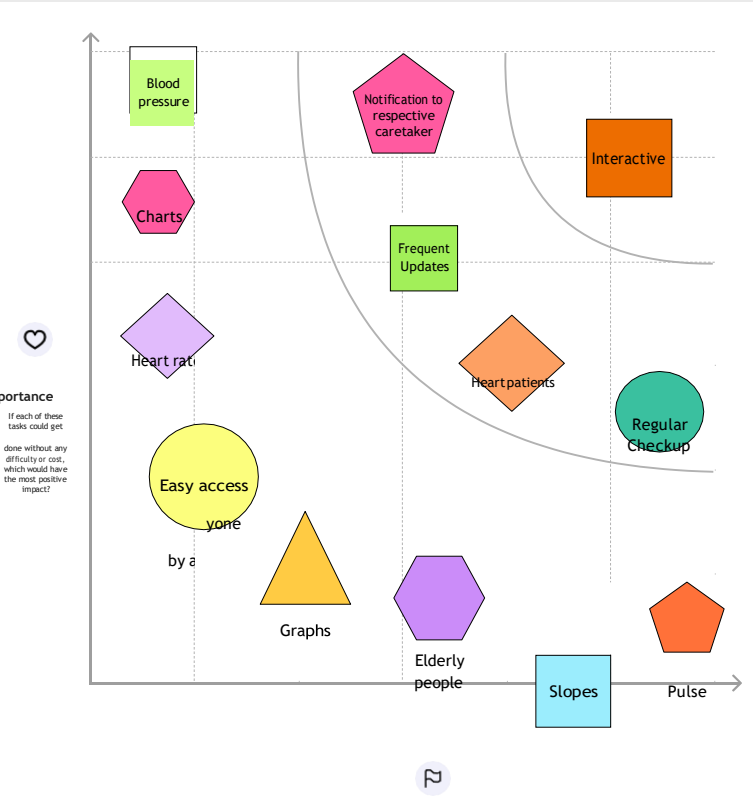 Blood
pressure
Notification to
respective
caretaker
Interactive
Charts
Frequent
Updates
Heart rat
Heart patients
portance
If each of these
tasks could get
done without any
difficulty or cost,
which would have
the most positive
impact?
Regular
Checkup
Easy access
yone
by a
Graphs
Elderly
people
Slopes
Pulse